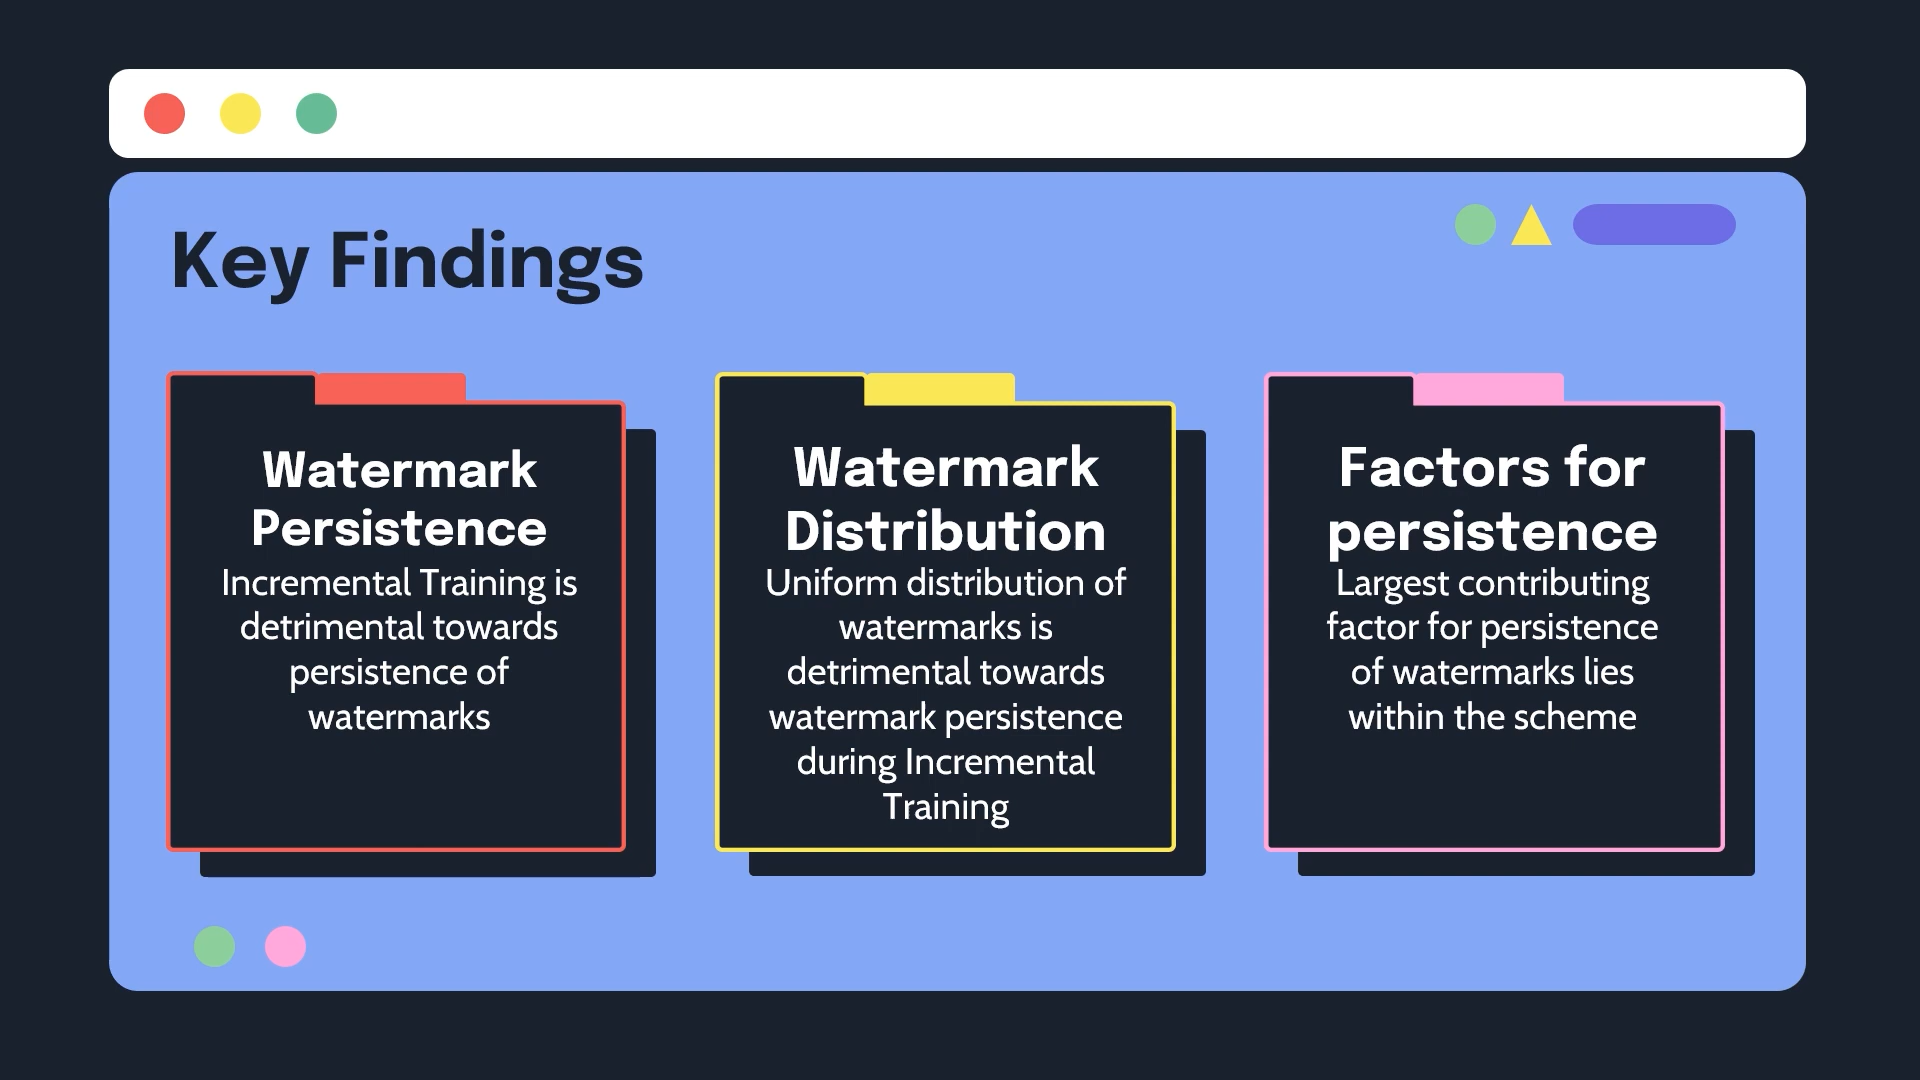 Key Findings
Watermark
Persistence
Incremental Training is
detrimental towards
persistence of
watermarks
Watermark
Distribution
Uniform distribution of
watermarks is
detrimental towards
watermark persistence
during Incremental
Training
Factors for
persistence
Largest contributing
factor for persistence
of watermarks lies
within the scheme